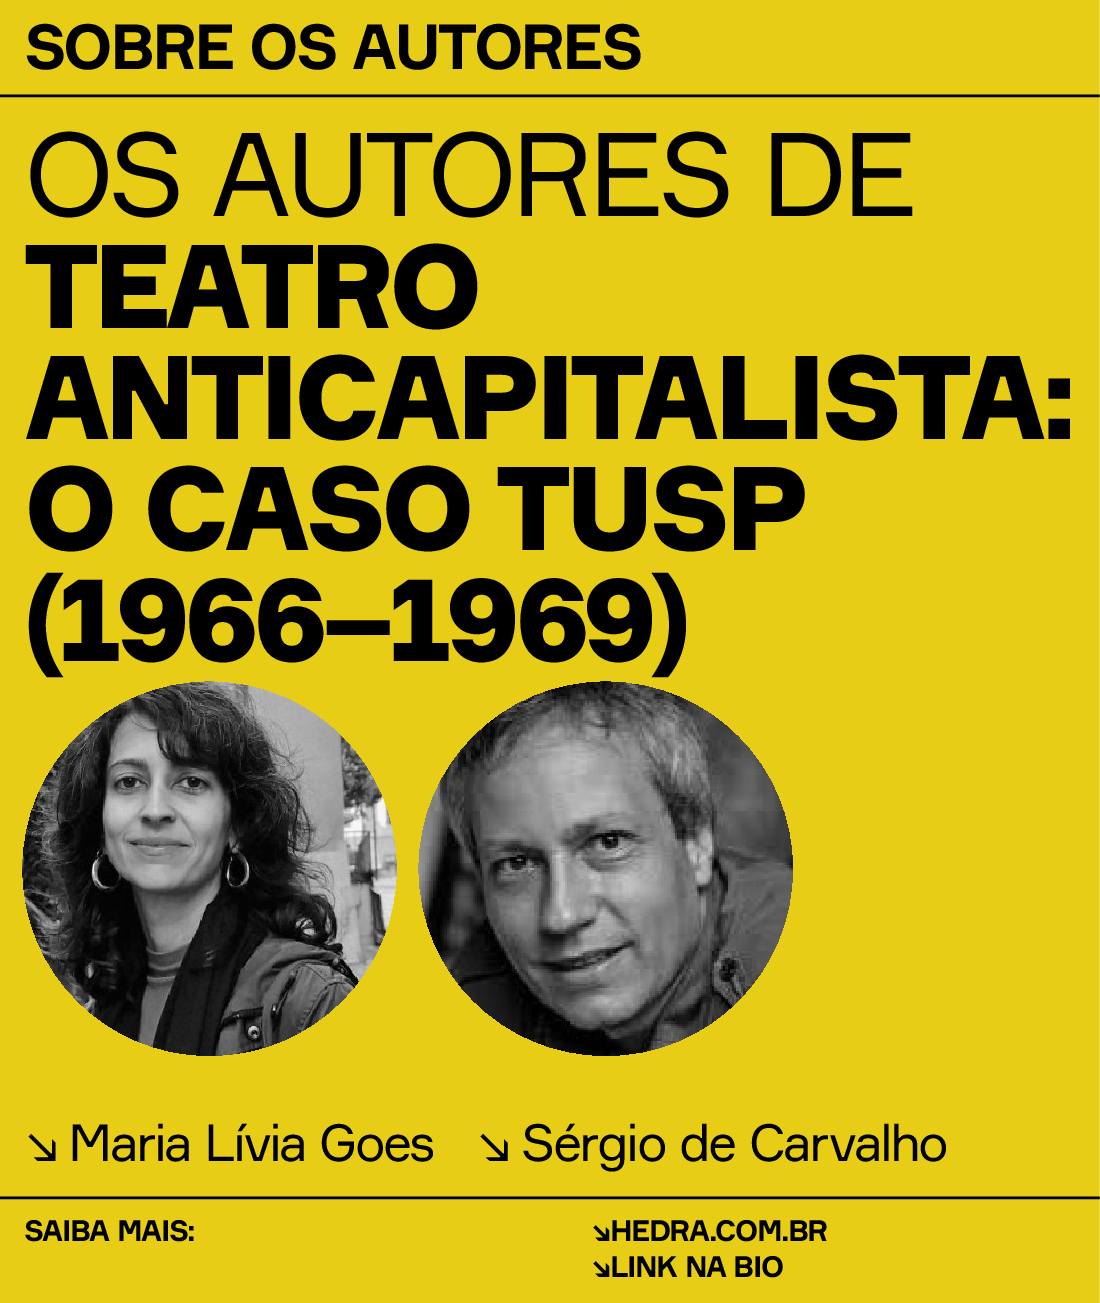 SOBRE OS AUTORES
OS AUTORES DE
TEATRO
ANTICAPITALISTA:
O CASO TUSP
(1966–1969)
↘ Maria Lívia Goes ↘ Sérgio de Carvalho
SAIBA MAIS:
↘HEDRA.COM.BR
↘LINK NA BIO